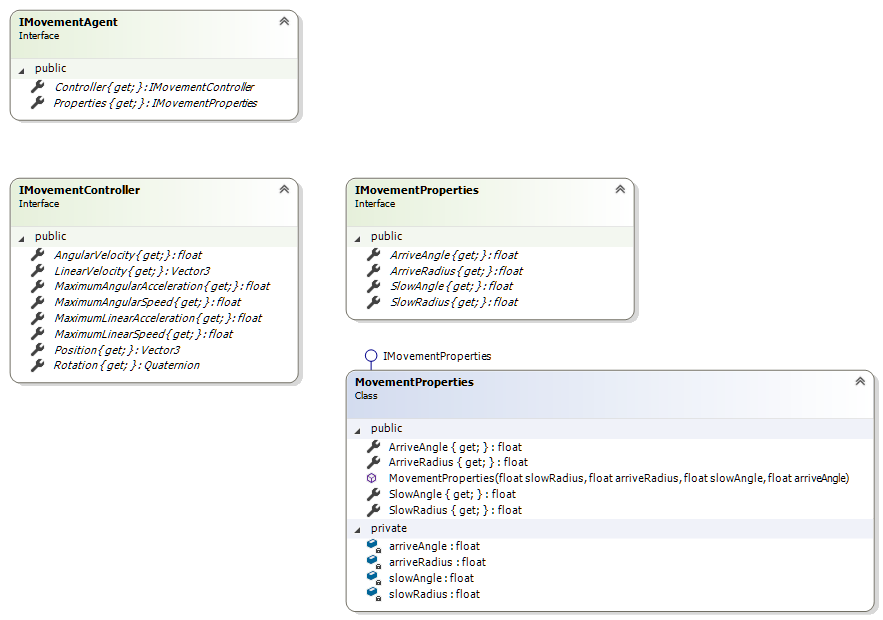 IMovementAgent
Interface
public
Controller { get; } : IMovementController
Properties { get; } : IMovementProperties
IMovementController
Interface
public
AngularVelocity { get; } : float
LinearVelocity { get; } : Vector3
MaximumAngularAcceleration { get; } : float
MaximumAngularSpeed { get; } : float
MaximumLinearAcceleration { get; } : float
MaximumLinearSpeed { get; } : float
Position { get; } : Vector3
Rotation { get; } : Quaternion
IMovementProperties
Interface
public
ArriveAngle { get; } : float
ArriveRadius { get; } : float
SlowAngle { get; } : float
SlowRadius { get; } : float
IMovementProperties
MovementProperties
Class
public
ArriveAngle { get; } : float
ArriveRadius { get; } : float
MovementProperties(float slowRadius, float arriveRadius, float slowAngle, float arriveAngle)
SlowAngle { get; } : float
SlowRadius { get; } : float
private
arriveAngle : float
arriveRadius : float
slowAngle : float
slowRadius : float